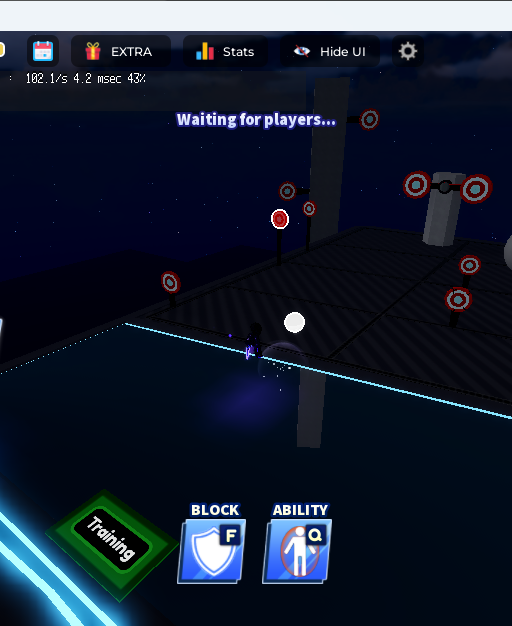 EXTRA
Stats
Hide UI
: 102.1/s 4.2 msec 43%
Waiting for players...
Training
BLOCK
ABILITY
F
Q